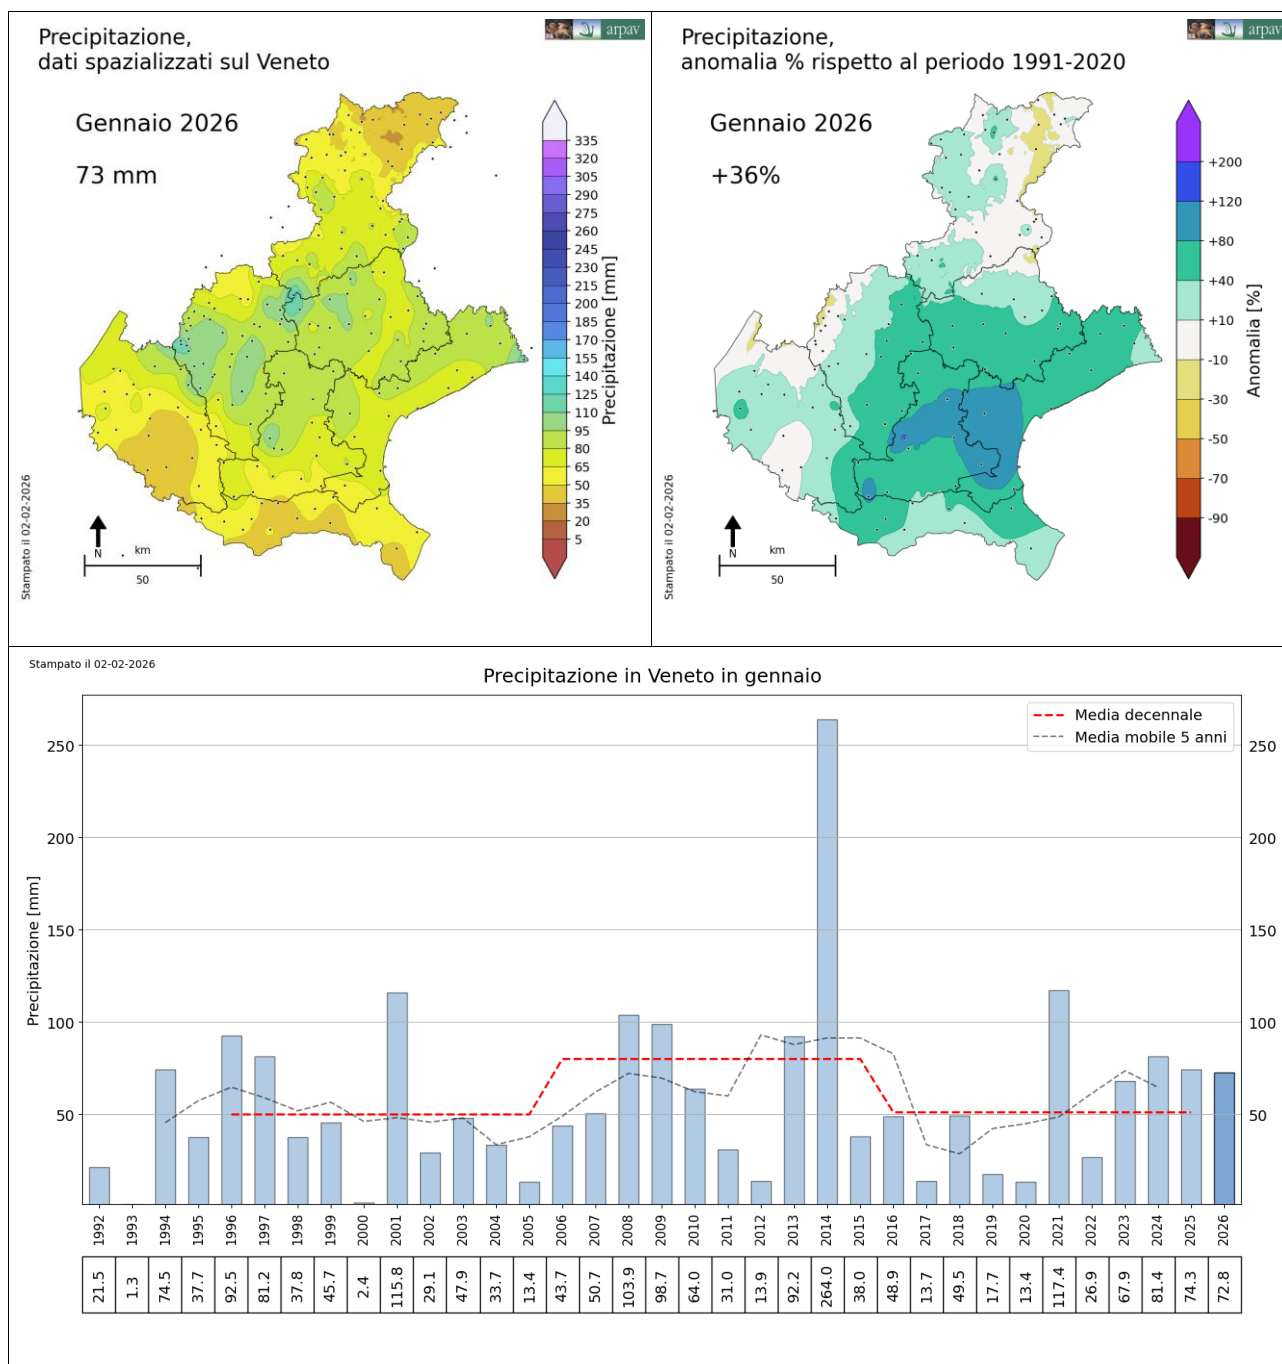 arpav
Precipitazione,
dati spazializzati sul Veneto
Gennaio 2026
73 mm
335
320
305
290
275
260
245
230
215
200
185
170
155
140
125
110
95
80
65
50
35
20
5
Precipitazione [mm]
N
km
50
Stampato il 02-02-2026
arpav
Precipitazione,
anomalia % rispetto al periodo 1991-2020
Gennaio 2026
+36%
+200
+120
+80
+40
+10
-10
-30
-50
-70
-90
Anomalia [%]
N
km
50
Stampato il 02-02-2026
Stampato il 02-02-2026
Precipitazione in Veneto in gennaio
Media decennale
Media mobile 5 anni
Precipitazione [mm]
250 250
200 200
150 150
100 100
50 50
1992 1993 1994 1995 1996 1997 1998 1999 2000 2001 2002 2003 2004 2005 2006 2007 2008 2009 2010 2011 2012 2013 2014 2015 2016 2017 2018 2019 2020 2021 2022 2023 2024 2025 2026
21.5 1.3 74.5 37.7 92.5 81.2 37.8 45.7 2.4 115.8 29.1 47.9 33.7 13.4 43.7 50.7 103.9 98.7 64.0 31.0 13.9 92.2 264.0 38.0 48.9 13.7 49.5 17.7 13.4 117.4 26.9 67.9 81.4 74.3 72.8